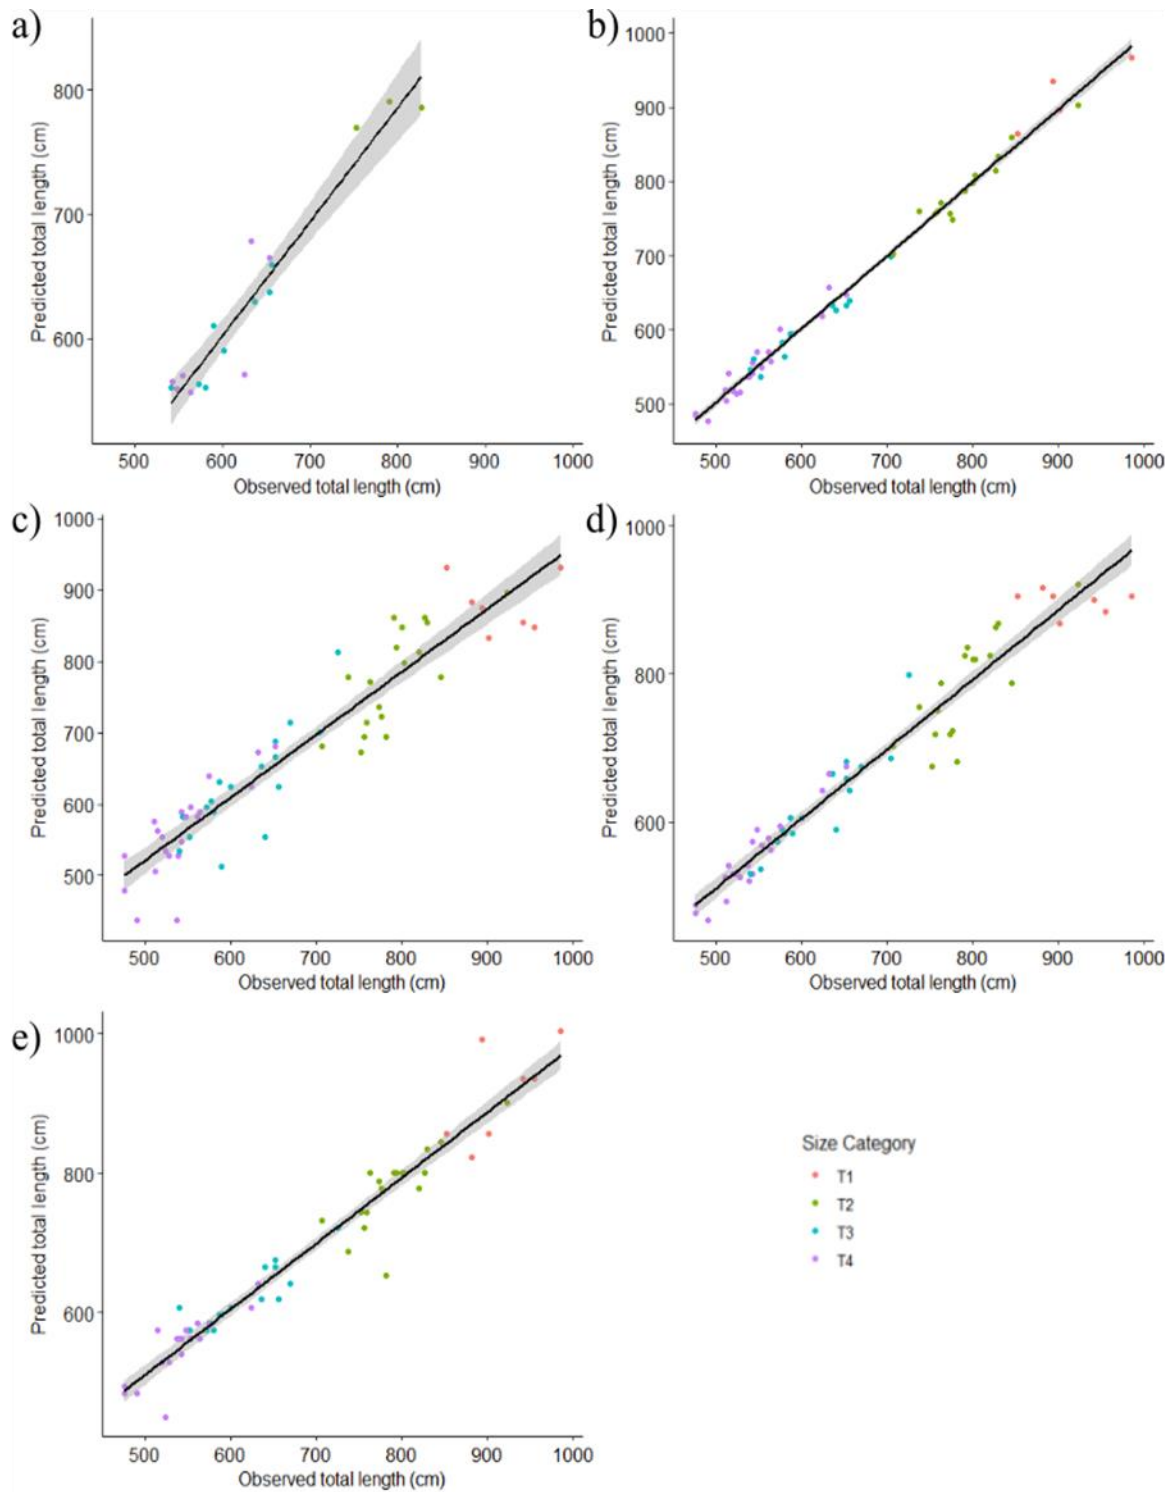 a)
800
700
600
Predicted total length (cm)
500 600 700 800 900 1000
Observed total length (cm)
b)
1000
900
800
700
600
500
Predicted total length (cm)
500 600 700 800 900 1000
Observed total length (cm)
c)
1000
900
800
700
600
500
Predicted total length (cm)
500 600 700 800 900 1000
Observed total length (cm)
d)
1000
800
600
Predicted total length (cm)
500 600 700 800 900 1000
Observed total length (cm)
e)
1000
800
600
Predicted total length (cm)
500 600 700 800 900 1000
Observed total length (cm)
Size Category
T1
T2
T3
T4